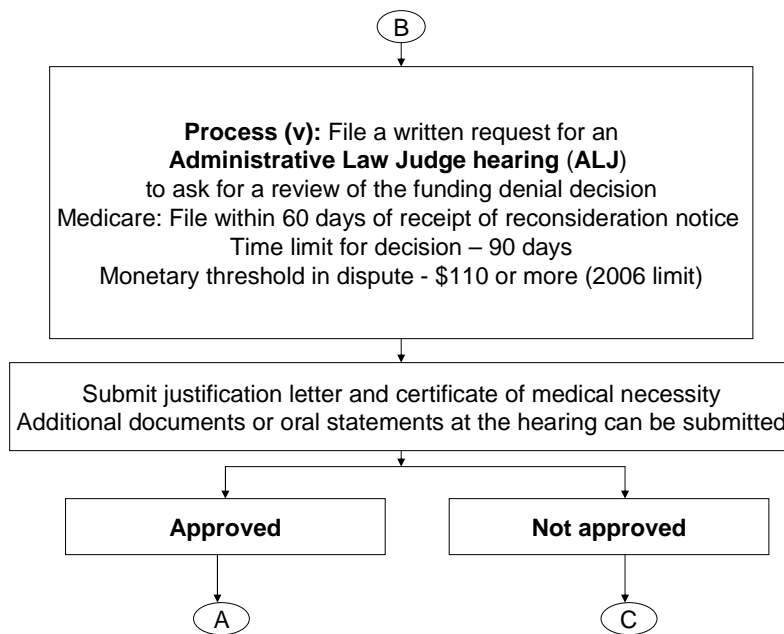 B
Process (v): File a written request for an
Administrative Law Judge hearing (ALJ)
to ask for a review of the funding denial decision
Medicare: File within 60 days of receipt of reconsideration notice
Time limit for decision – 90 days
Monetary threshold in dispute - $110 or more (2006 limit)
Submit justification letter and certificate of medical necessity
Additional documents or oral statements at the hearing can be submitted
Approved
Not approved
A
C